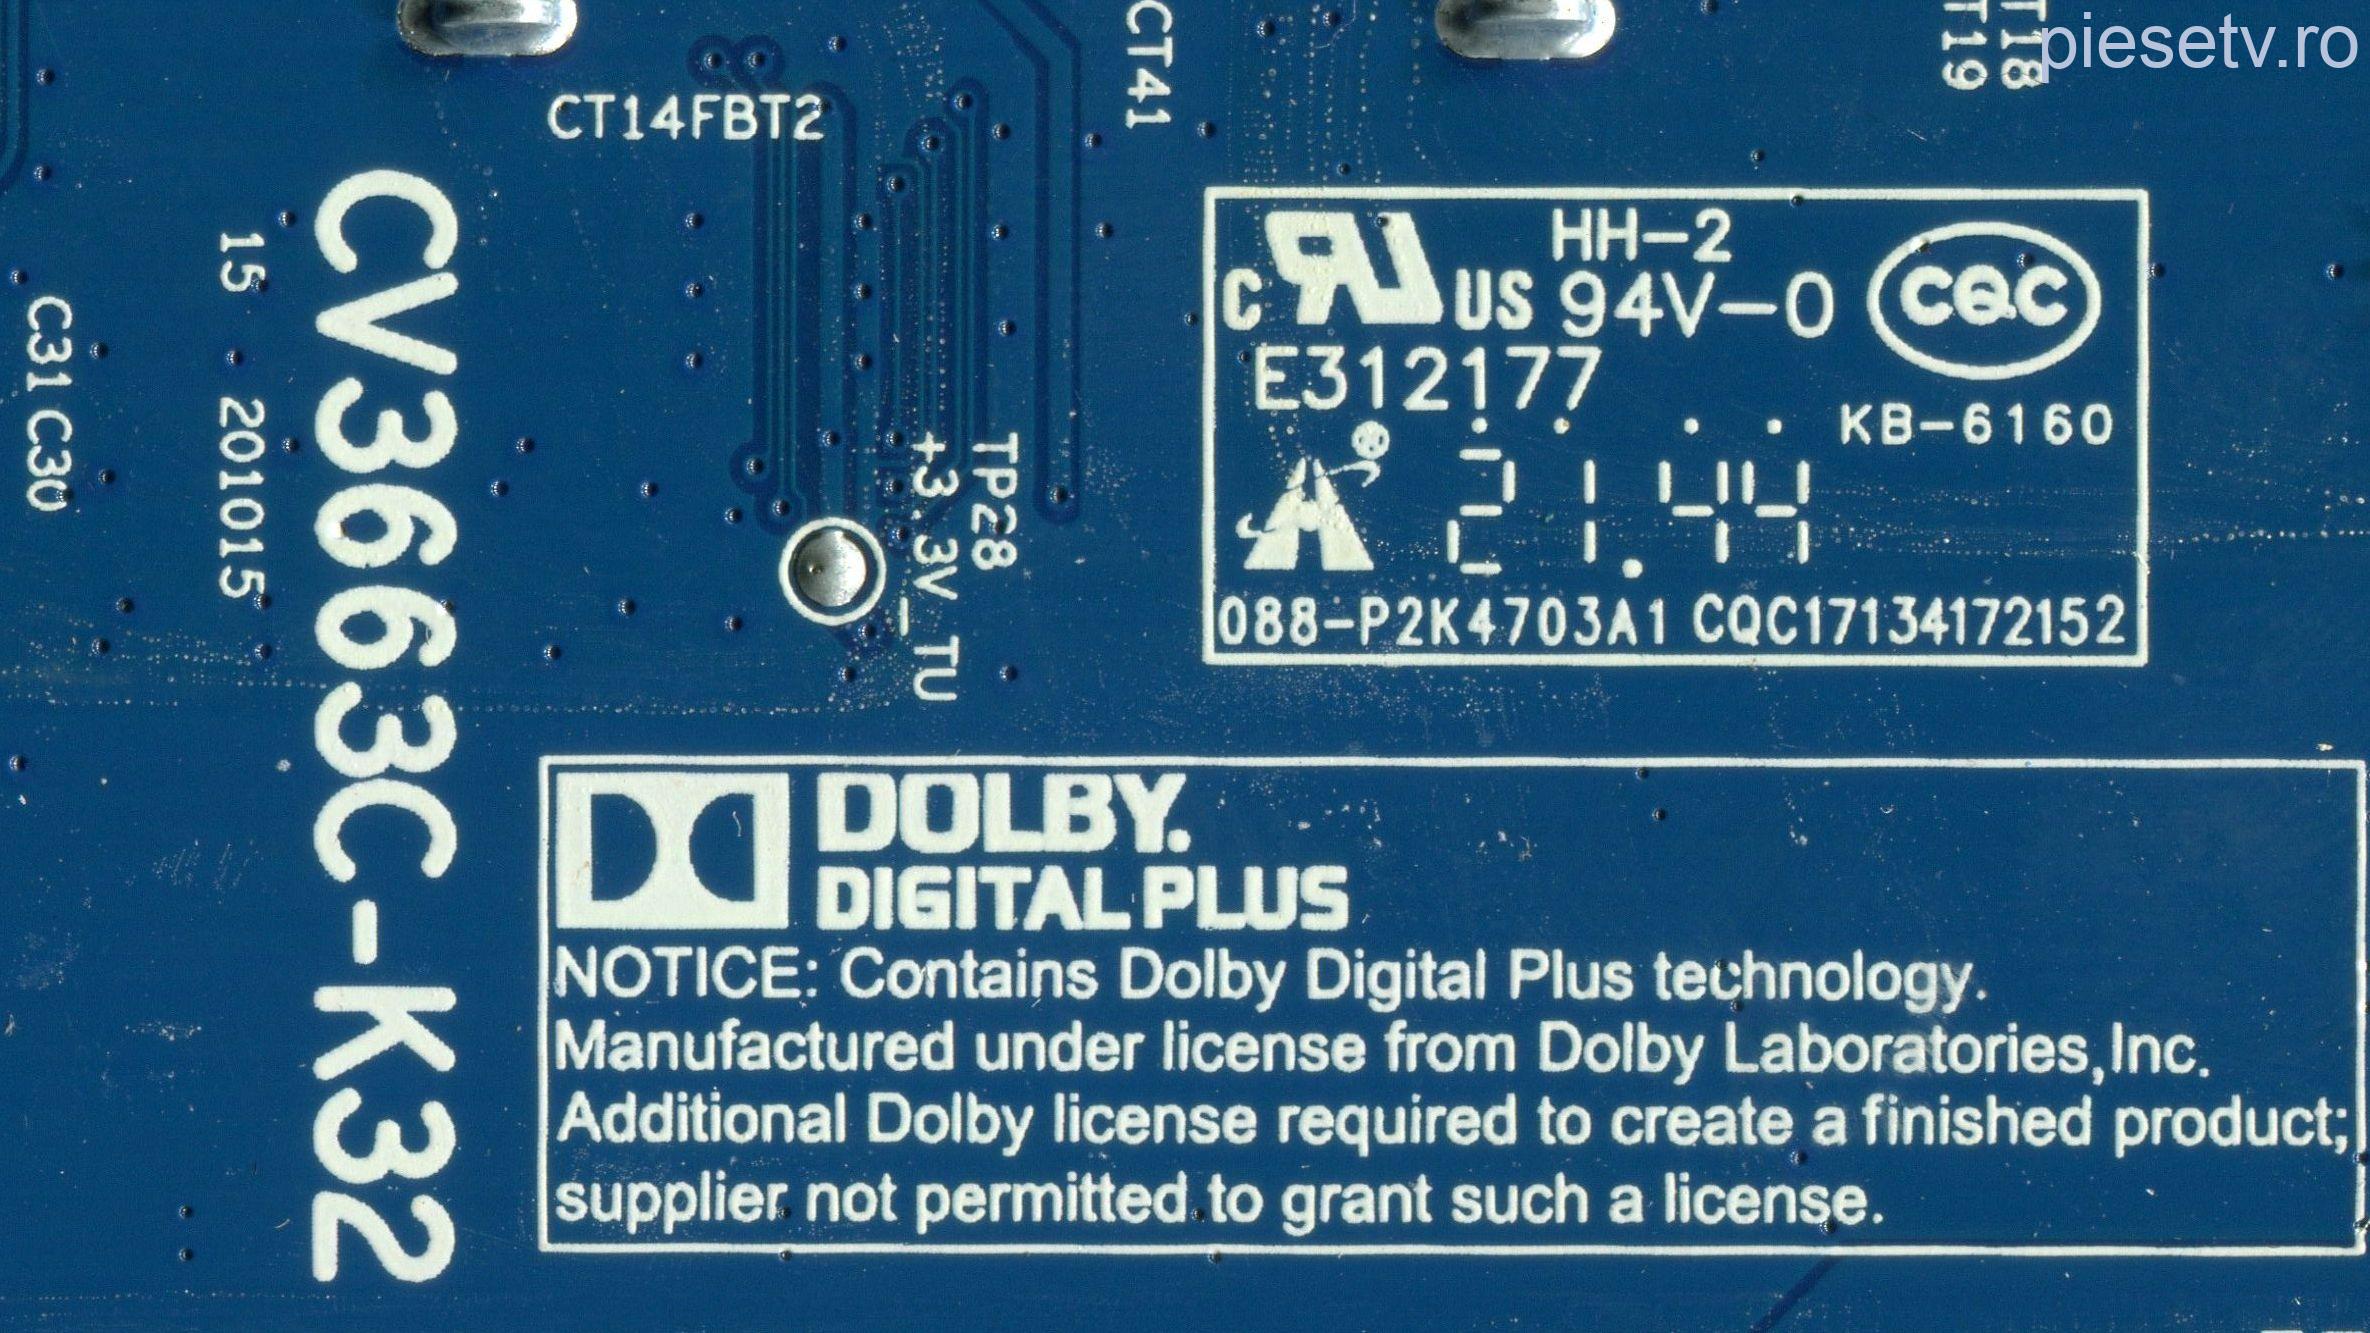 piesetv.ro
CT41
T18
T19
CT14FBT2
CV3663C-K32
15 201015
C31 C30
TP28
+3.3V_TU
HH-2
C US 94V-0
CQC
E312177
KB-6160
21.44
088-P2K4703A1 CQC17134172152
DOLBY.
DIGITAL PLUS
NOTICE: Contains Dolby Digital Plus technology.
Manufactured under license from Dolby Laboratories,Inc.
Additional Dolby license required to create a finished product;
supplier not permitted to grant such a license.